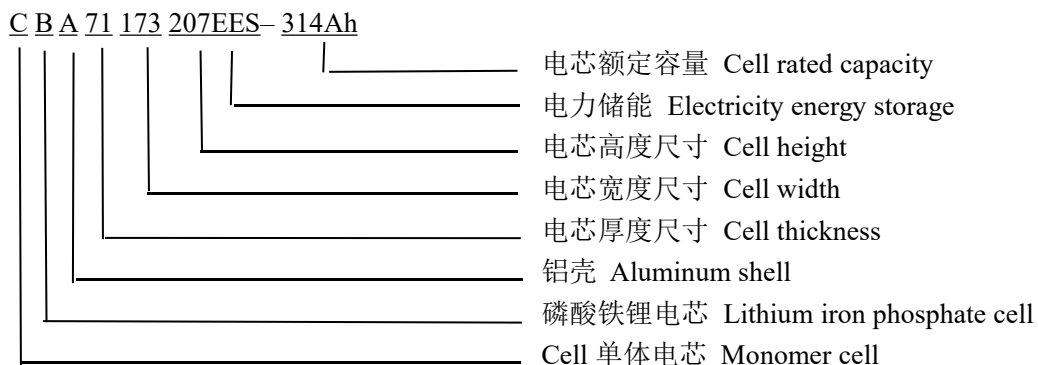 C B A 71 173 207EES– 314Ah
电芯额定容量 Cell rated capacity
电力储能 Electricity energy storage
电芯高度尺寸 Cell height
电芯宽度尺寸 Cell width
电芯厚度尺寸 Cell thickness
铝壳 Aluminum shell
磷酸铁锂电芯 Lithium iron phosphate cell
Cell 单体电芯 Monomer cell